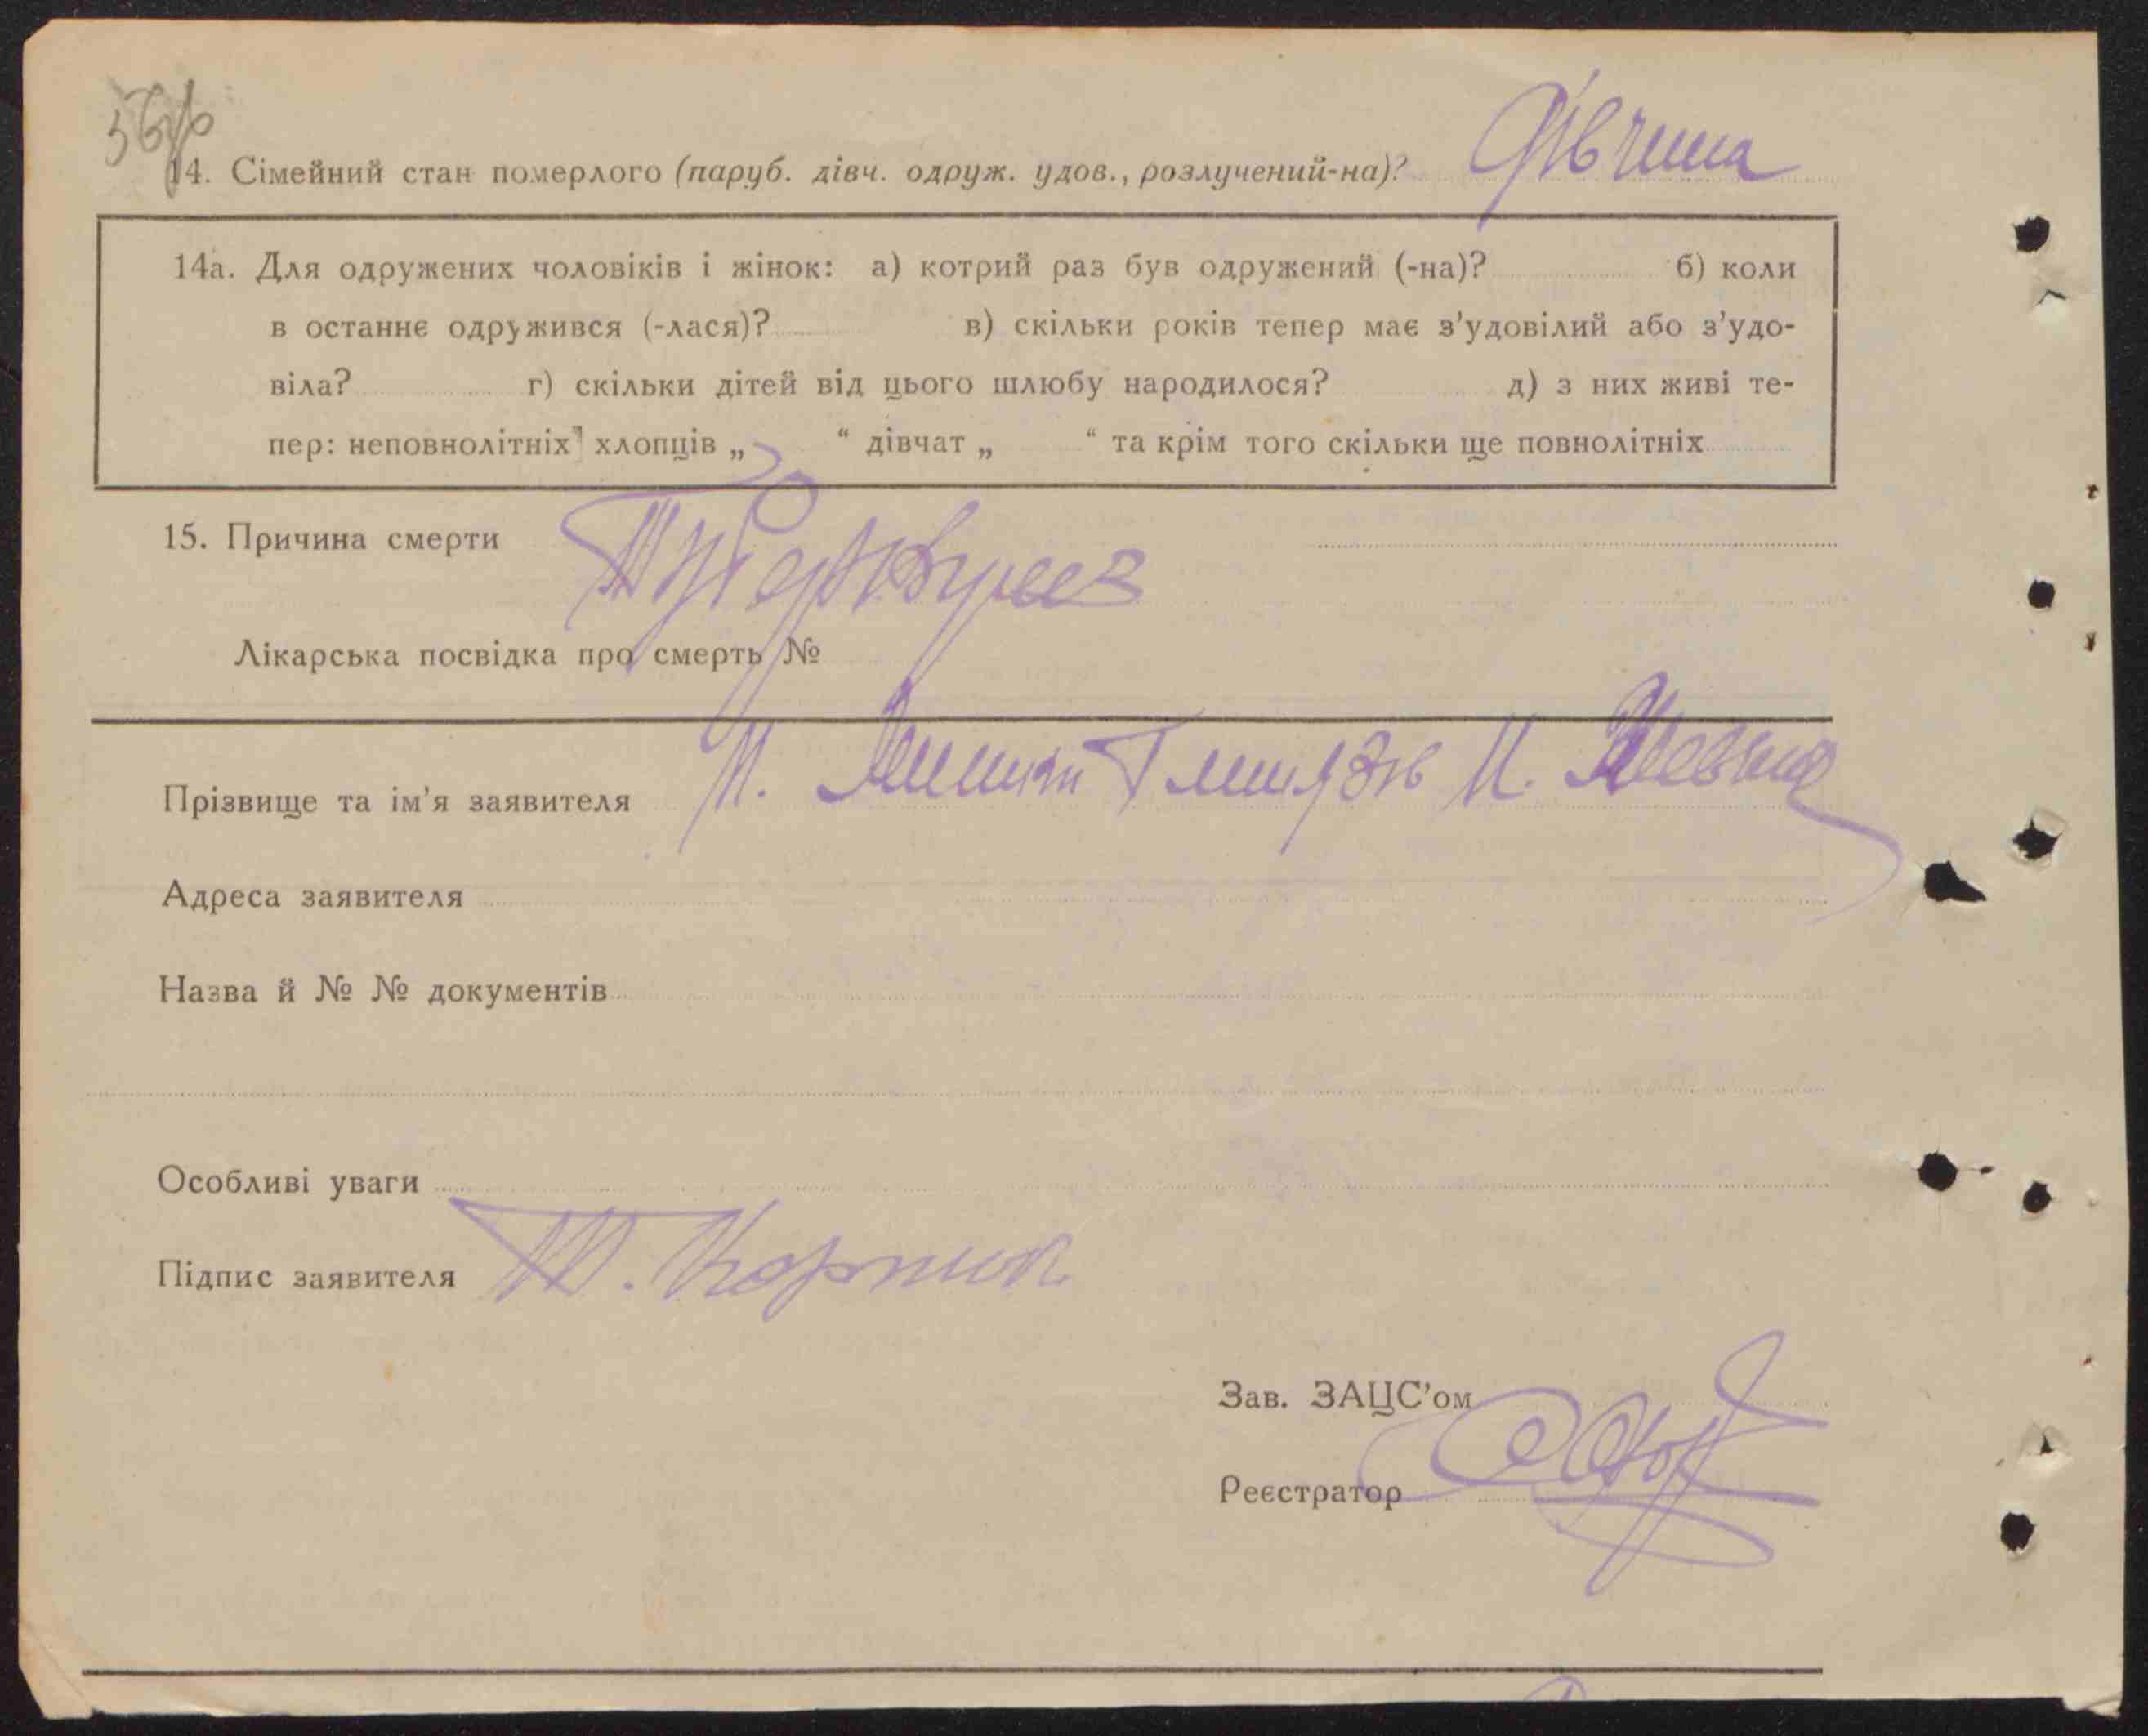 56
14. Сімейний стан померлого (паруб. дівч. одруж. удов., розлучений-на)? Дівчина
14а. Для одружених чоловіків і жінок: а) котрий раз був одружений (-на)? б) коли
в останнє одружився (-лася)? в) скільки років тепер має з'удовілий або з'удо-
віла? г) скільки дітей від цього шлюбу народилося? д) з них живі те-
пер: неповнолітніх хлопців „ “ дівчат „ “ та крім того скільки ще повнолітніх
15. Причина смерти Туберкульоз
Лікарська посвідка про смерть №
Прізвище та ім'я заявителя
Адреса заявителя
Назва й № № документів
Особливі уваги
Підпис заявителя
Зав. ЗАЦС'ом
Реєстратор